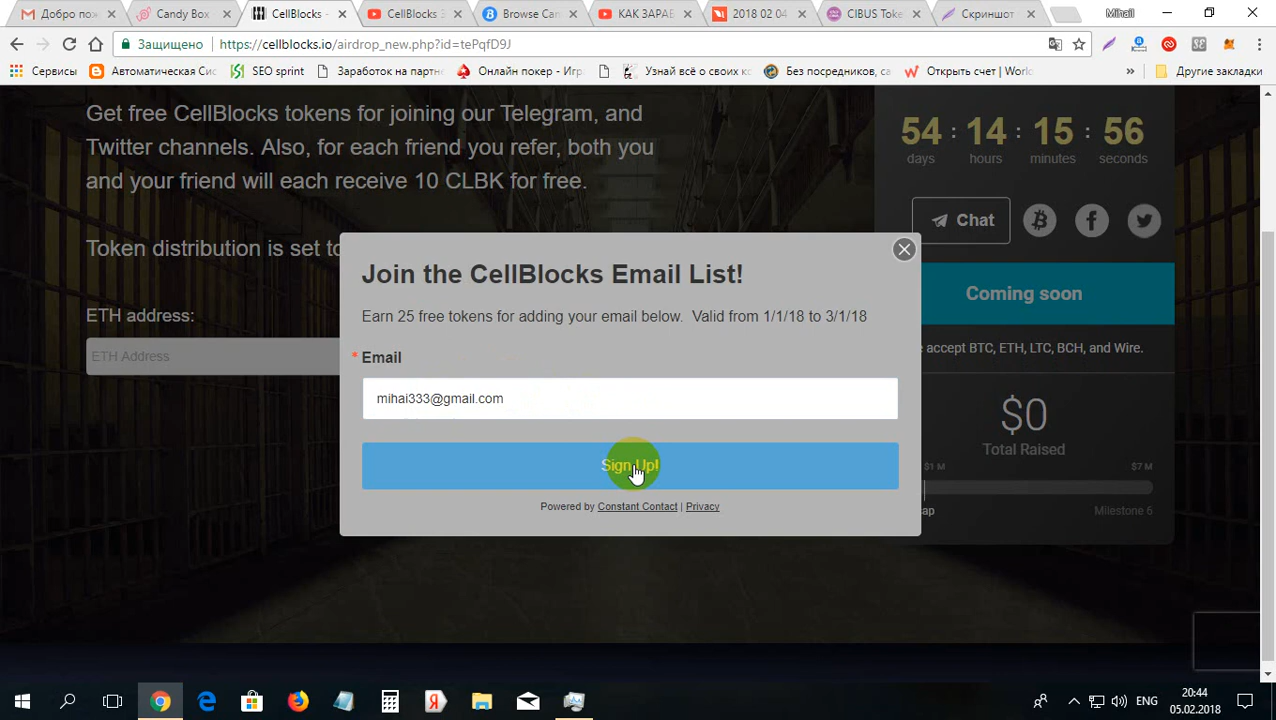 Добро пож
Candy Box
CellBlocks -
CellBlocks
Browse Can
КАК ЗАРАБ
2018 02 04
CIBUS Toke
Скриншот
Mihail
Защищено
https://cellblocks.io/airdrop_new.php?id=tePqfD9J
Сервисы
Автоматическая Сис
SEO sprint
Заработок на партне
Онлайн покер - Игра
Узнай всё о своих ко
Без посредников, са
Открыть счет | Work
»
Другие закладки
Get free CellBlocks tokens for joining our Telegram, and
Twitter channels. Also, for each friend you refer, both you
and your friend will each receive 10 CLBK for free.
54 : 14 : 15 : 56
days hours minutes seconds
Chat
Token distribution is set to
Join the CellBlocks Email List!
Coming soon
Earn 25 free tokens for adding your email below. Valid from 1/1/18 to 3/1/18
ETH address:
ETH Address
accept BTC, ETH, LTC, BCH, and Wire.
* Email
mihai333@gmail.com
$0
Total Raised
Sign Up!
$1 M
$7 M
Powered by Constant Contact | Privacy
Milestone 6
ENG
20:44
05.02.2018